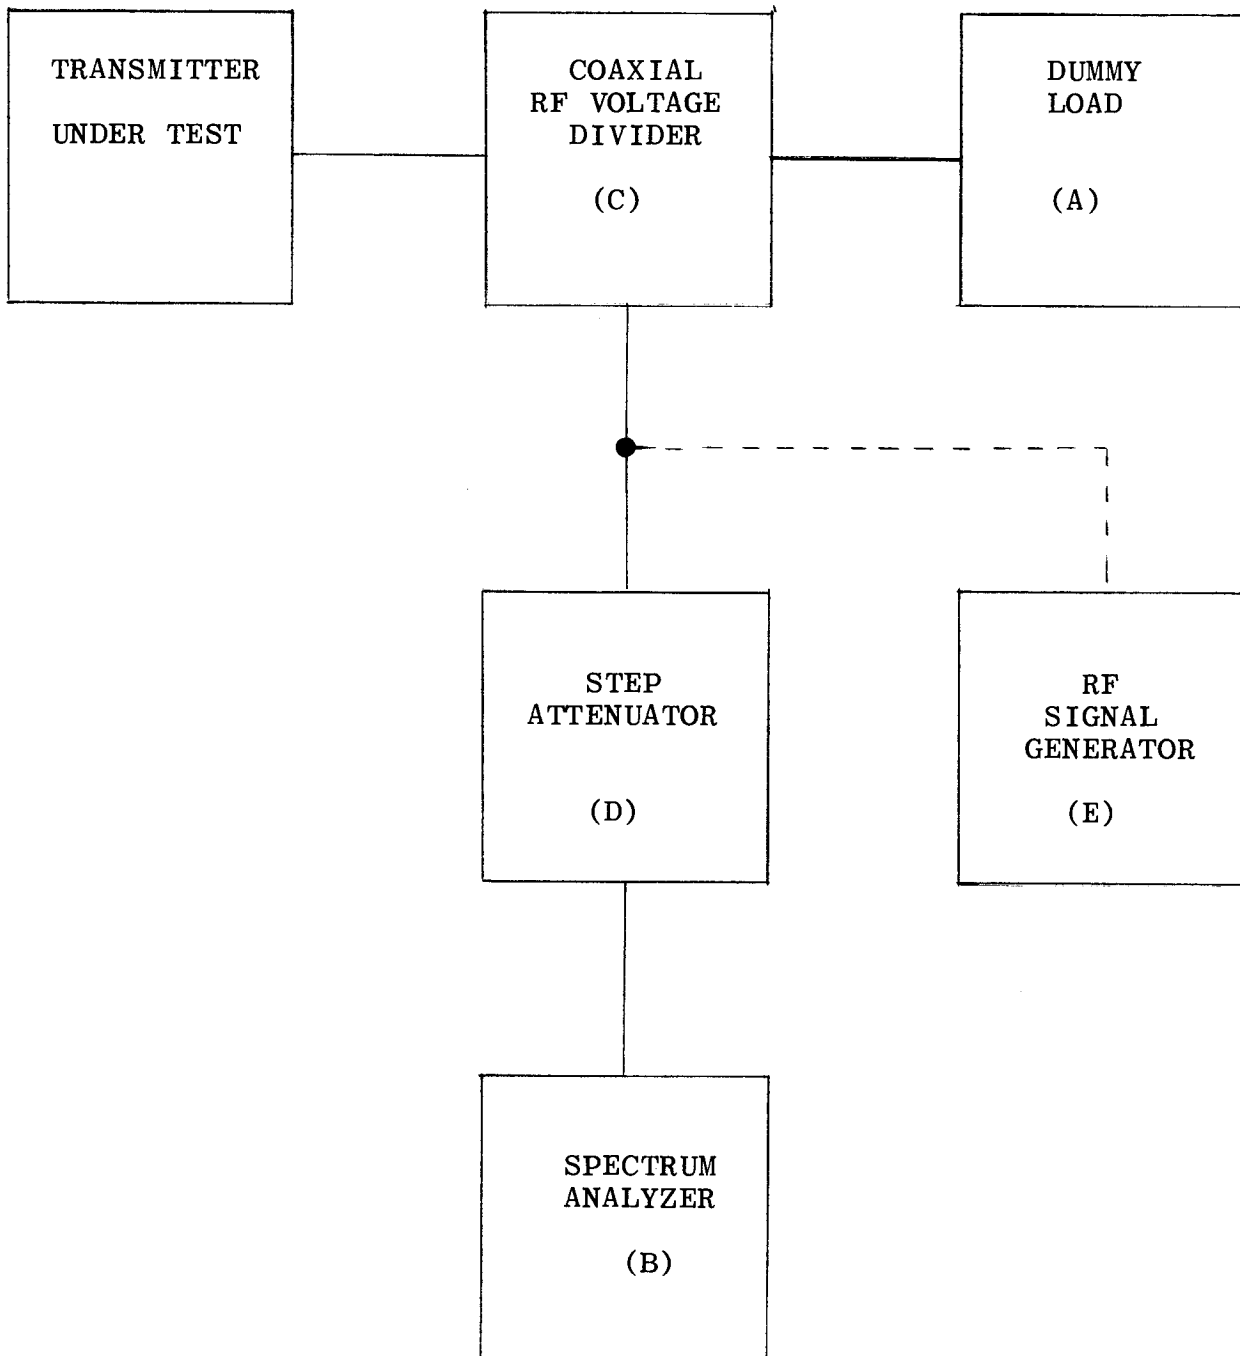 TRANSMITTER
UNDER TEST
COAXIAL
RF VOLTAGE
DIVIDER
(C)
DUMMY
LOAD
(A)
STEP
ATTENUATOR
(D)
RF
SIGNAL
GENERATOR
(E)
SPECTRUM
ANALYZER
(B)